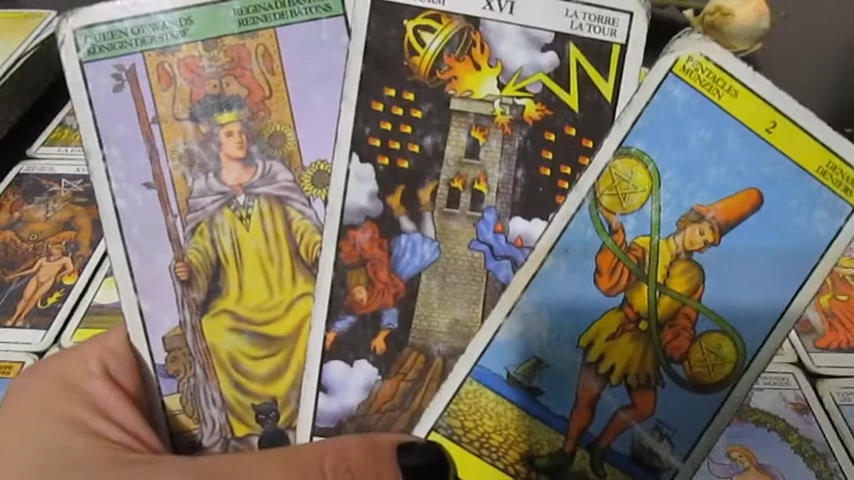 QUEEN OF WANDS
KÖNIGIN DER STÄBE
REGINA DI
REINE DE BÂTONS
XVI
LA TORRE
LA TOUR
PENTACLES
MÜNZEN
2